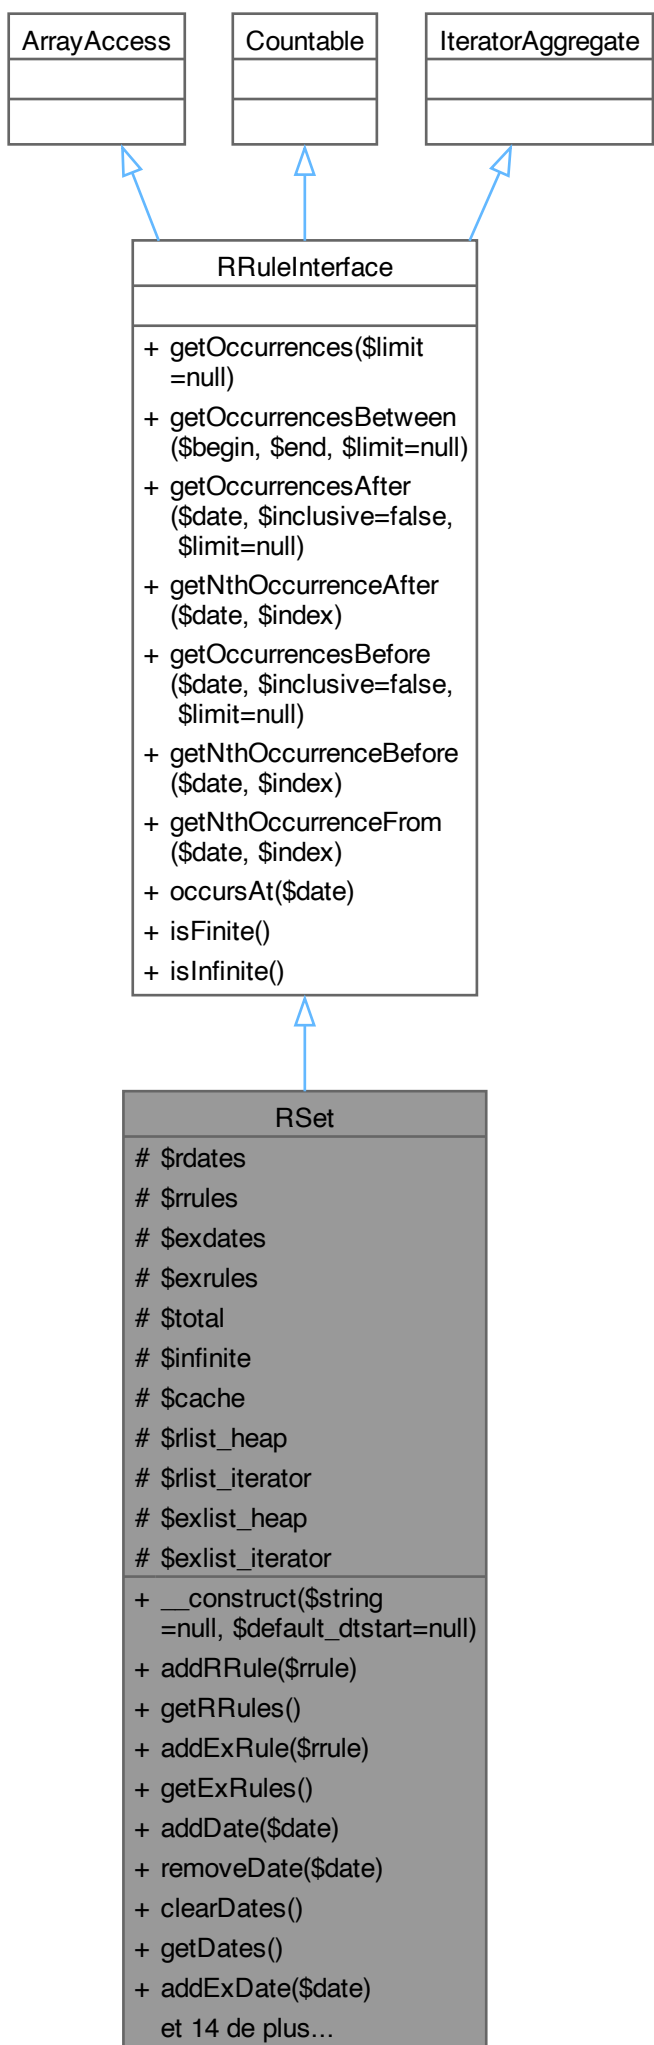 ArrayAccess
Countable
IteratorAggregate
RRuleInterface
+ getOccurrences($limit
=null)
+ getOccurrencesBetween
($begin, $end, $limit=null)
+ getOccurrencesAfter
($date, $inclusive=false,
$limit=null)
+ getNthOccurrenceAfter
($date, $index)
+ getOccurrencesBefore
($date, $inclusive=false,
$limit=null)
+ getNthOccurrenceBefore
($date, $index)
+ getNthOccurrenceFrom
($date, $index)
+ occursAt($date)
+ isFinite()
+ isInfinite()
RSet
# $rdates
# $rrules
# $exdates
# $exrules
# $total
# $infinite
# $cache
# $rlist_heap
# $rlist_iterator
# $exlist_heap
# $exlist_iterator
+ __construct($string
=null, $default_dtstart=null)
+ addRRule($rrule)
+ getRRules()
+ addExRule($rrule)
+ getExRules()
+ addDate($date)
+ removeDate($date)
+ clearDates()
+ getDates()
+ addExDate($date)
et 14 de plus...